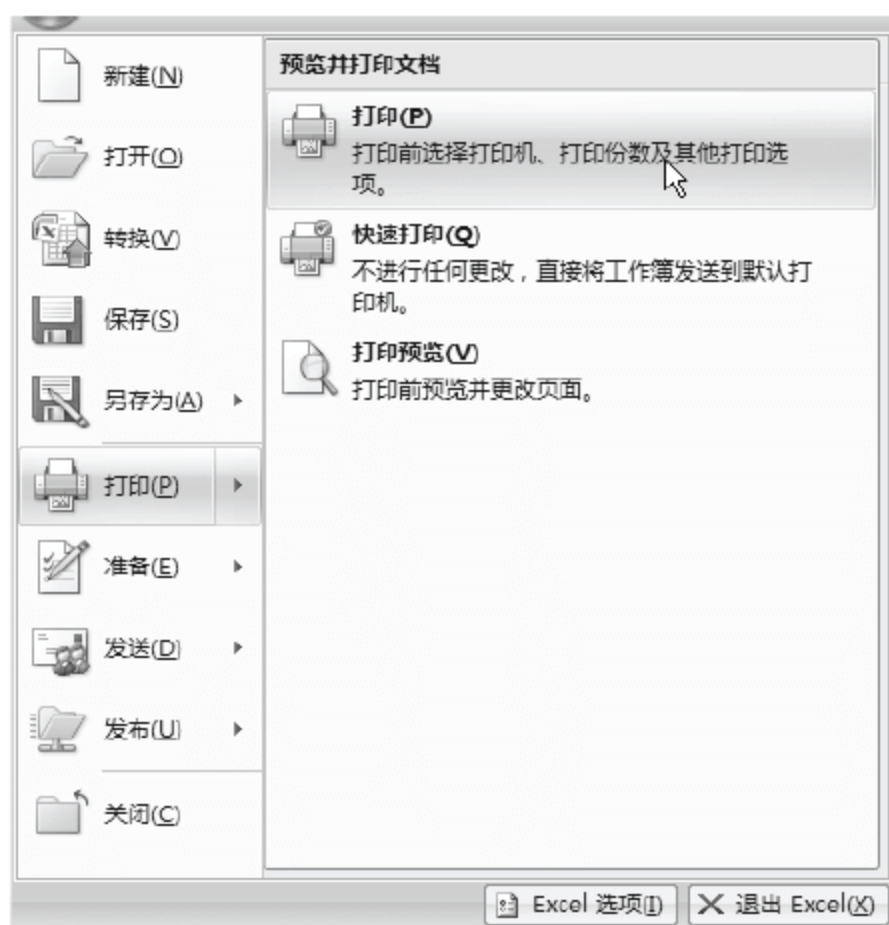 新建(N)
打开(O)
转换(V)
保存(S)
另存为(A)
打印(P)
准备(E)
发送(D)
发布(U)
关闭(C)
预览并打印文档
打印(P)
打印前选择打印机、打印份数及其他打印选
项。
快速打印(Q)
不进行任何更改，直接将工作簿发送到默认打
印机。
打印预览(V)
打印前预览并更改页面。
Excel 选项(I)
退出 Excel(X)